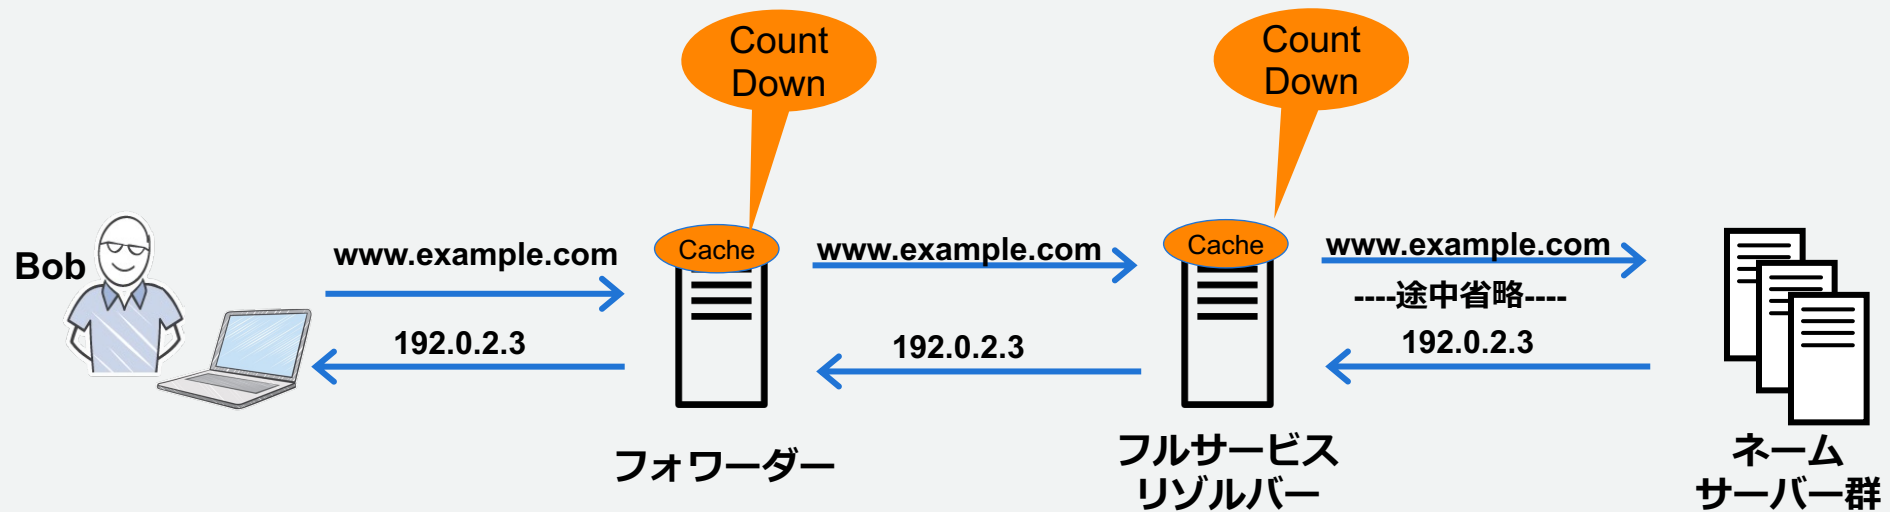 Count
Down
Count
Down
Bob
www.example.com
Cache
www.example.com
Cache
www.example.com
----途中省略----
192.0.2.3
192.0.2.3
192.0.2.3
フォワーダー
フルサービス
リゾルバー
ネーム
サーバー群